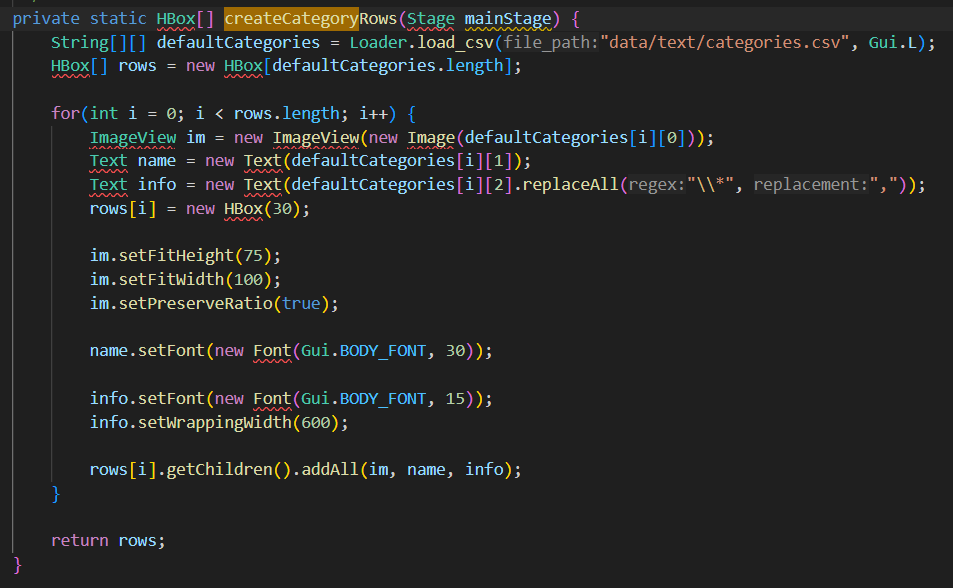 private static HBox[] createCategoryRows(Stage mainStage) {
    String[][] defaultCategories = Loader.load_csv(file_path:"data/text/categories.csv", Gui.L);
    HBox[] rows = new HBox[defaultCategories.length];

    for(int i = 0; i < rows.length; i++) {
        ImageView im = new ImageView(new Image(defaultCategories[i][0]));
        Text name = new Text(defaultCategories[i][1]);
        Text info = new Text(defaultCategories[i][2].replaceAll(regex:"\\*", replacement:","));
        rows[i] = new HBox(30);

        im.setFitHeight(75);
        im.setFitWidth(100);
        im.setPreserveRatio(true);

        name.setFont(new Font(Gui.BODY_FONT, 30));

        info.setFont(new Font(Gui.BODY_FONT, 15));
        info.setWrappingWidth(600);

        rows[i].getChildren().addAll(im, name, info);
    }

    return rows;
}